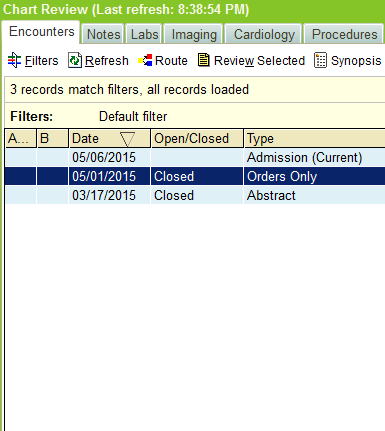 Chart Review (Last refresh: 8:38:54 PM)
Encounters Notes Labs Imaging Cardiology Procedures
Filters Refresh Route Review Selected Synopsis
3 records match filters, all records loaded
Filters: Default filter
A... B Date Open/Closed Type
05/06/2015 Admission (Current)
05/01/2015 Closed Orders Only
03/17/2015 Closed Abstract